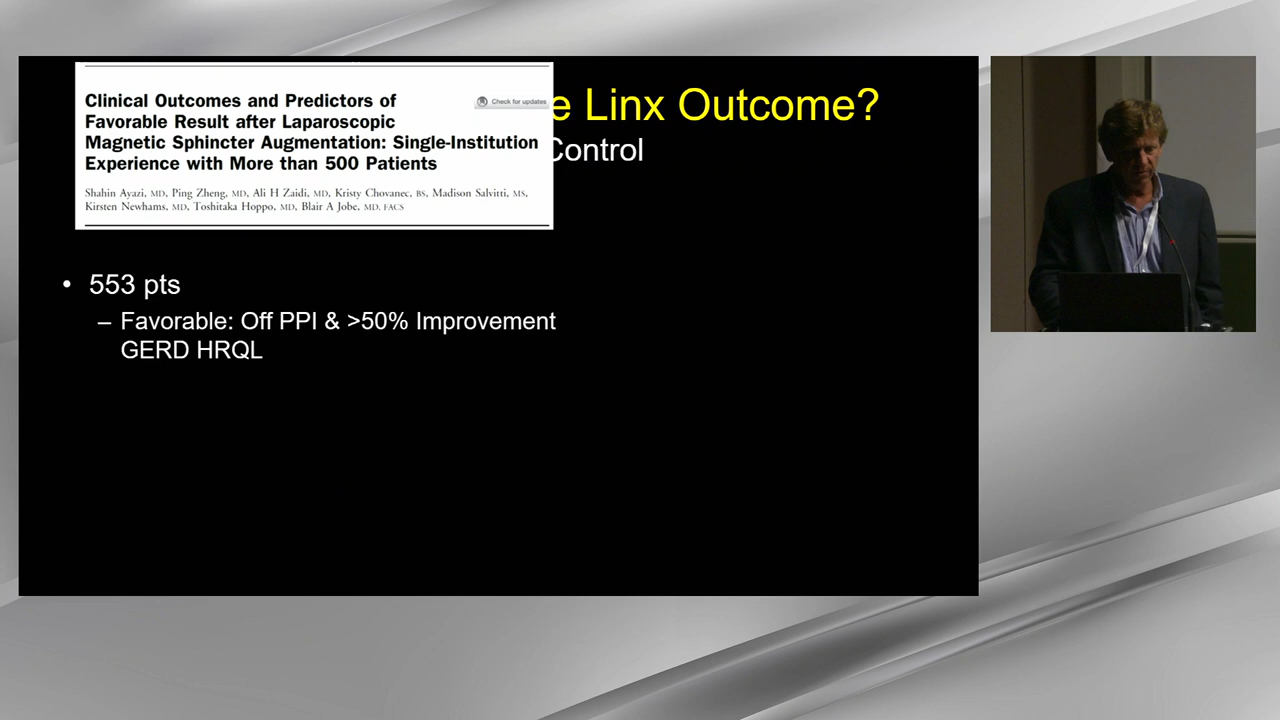 Clinical Outcomes and Predictors of
Favorable Result after Laparoscopic
Magnetic Sphincter Augmentation: Single-Institution
Experience with More than 500 Patients
Check for updates
Shahin Ayazi, MD, Ping Zheng, MD, Ali H Zaidi, MD, Kristy Chovanec, BS, Madison Salvitti, MS,
Kirsten Newhams, MD, Toshitaka Hoppo, MD, Blair A Jobe, MD, FACS
e Linx Outcome?
Control
• 553 pts
– Favorable: Off PPI & >50% Improvement
GERD HRQL